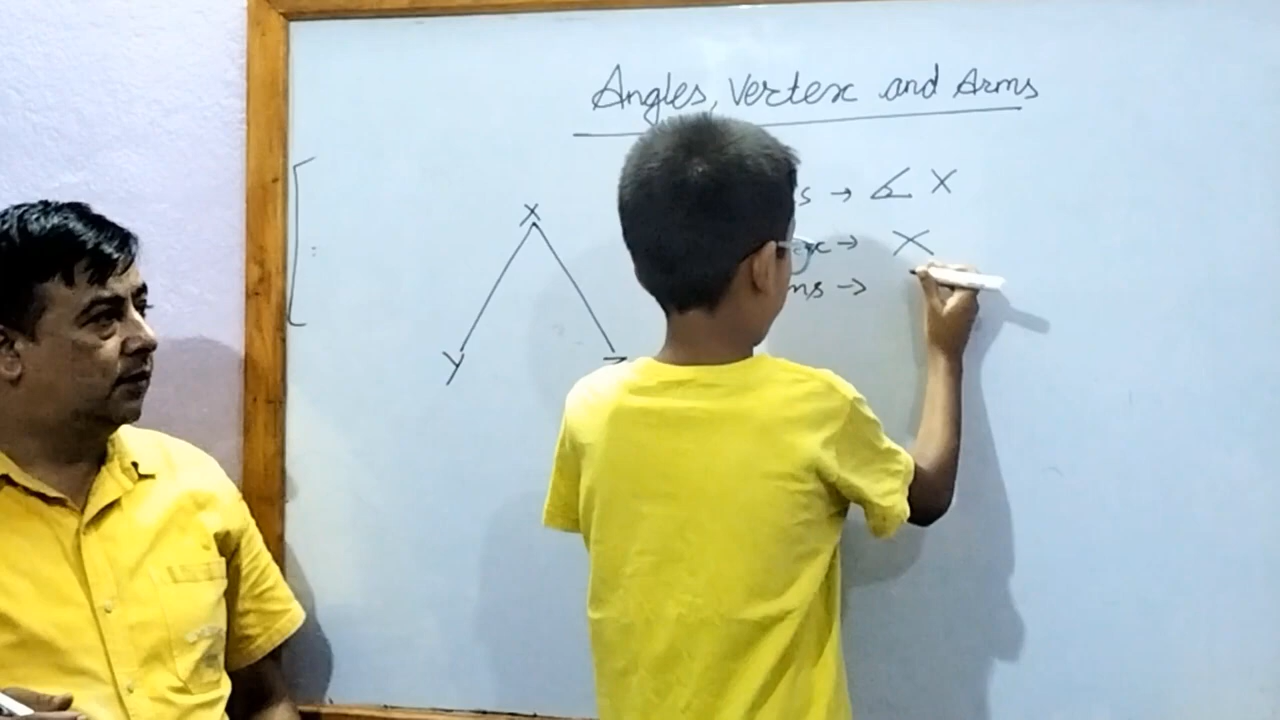 Angles, Vertex and Arms
X
Y
→ ∠ X
→ X
→